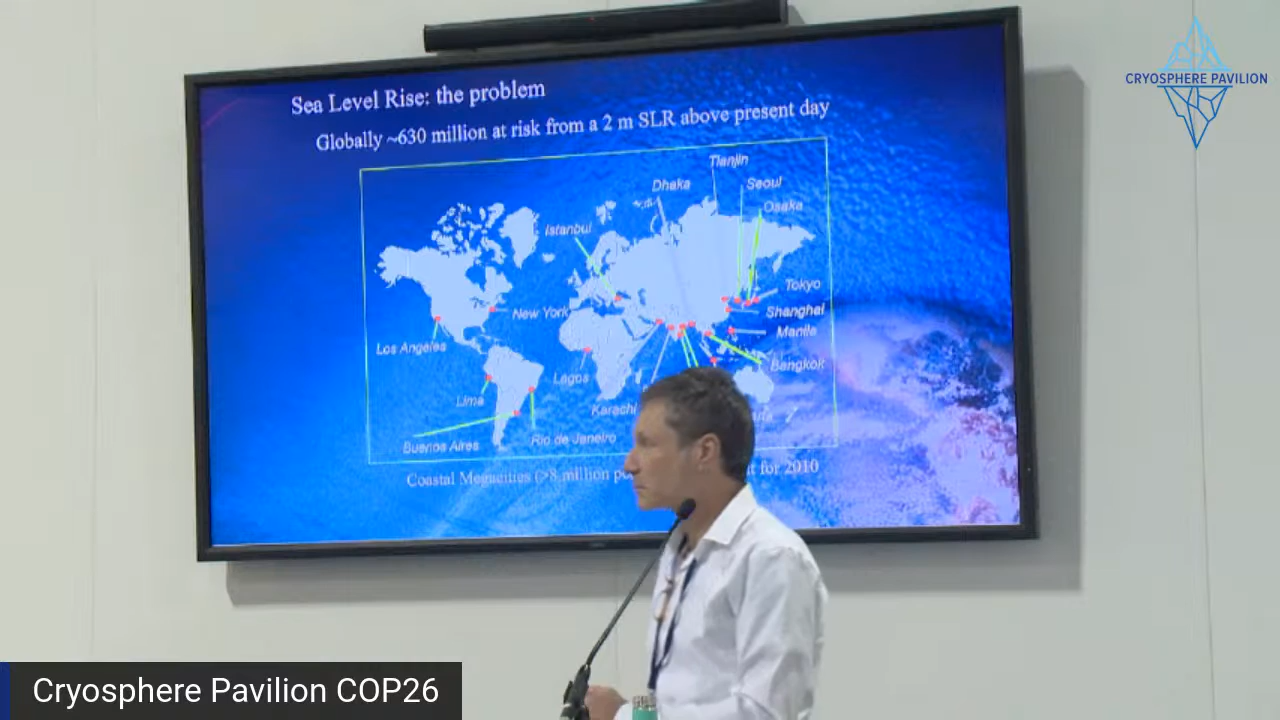 CRYOSPHERE PAVILION
Sea Level Rise: the problem
Globally ~630 million at risk from a 2 m SLR above present day
Tianjin
Dhaka
Seoul
Osaka
Istanbul
Tokyo
New York
Shanghai
Manila
Los Angeles
Bangkok
Lagos
Lima
Karachi
Buenos Aires
Rio de Janeiro
Coastal Megacities (>8 million
for 2010
Cryosphere Pavilion COP26